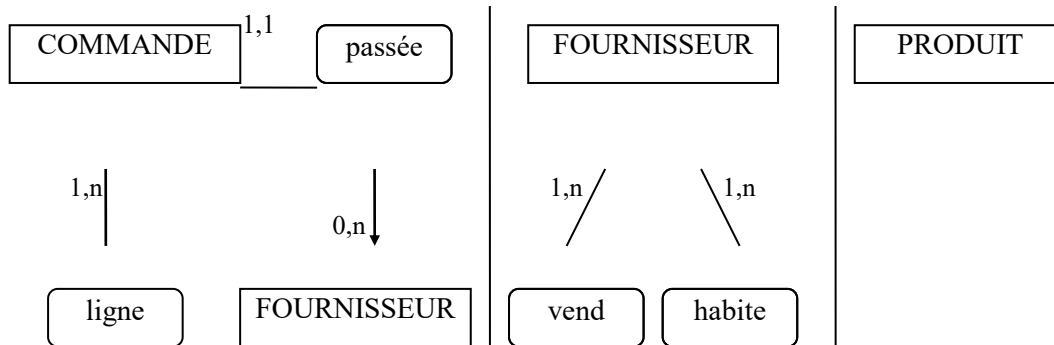 COMMANDE 1,1 passée FOURNISSEUR PRODUIT
1,n 0,n 1,n 1,n
ligne FOURNISSEUR vend habite